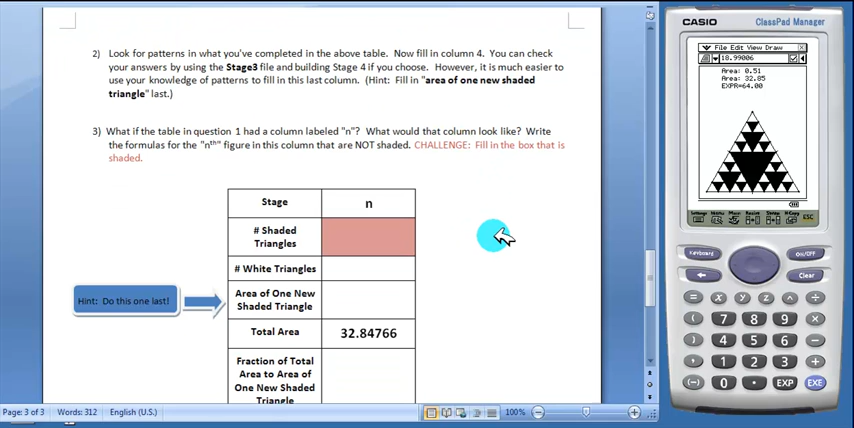 2) Look for patterns in what you've completed in the above table. Now fill in column 4. You can check
your answers by using the Stage3 file and building Stage 4 if you choose. However, it is much easier to
use your knowledge of patterns to fill in this last column. (Hint: Fill in "area of one new shaded
triangle" last.)
3) What if the table in question 1 had a column labeled "n"? What would that column look like? Write
the formulas for the "nth" figure in this column that are NOT shaded. CHALLENGE: Fill in the box that is
shaded.
Stage n
# Shaded
Triangles
# White Triangles
Hint: Do this one last!
Area of One New
Shaded Triangle
Total Area 32.84766
Fraction of Total
Area to Area of
One New Shaded
Triangle
Page: 3 of 3 Words: 312 English (U.S.) 100%
CASIO ClassPad Manager
File Edit View Draw
18.99006
Area: 0.51
Area: 32.85
EXPR=64.00
Settings Menu Main Resize Swap ESC
Keyboard On/OFF
Clear
= x y z ^ ÷
( 7 8 9 ×
) 4 5 6 −
, 1 2 3 +
(−) 0 . EXP EXE